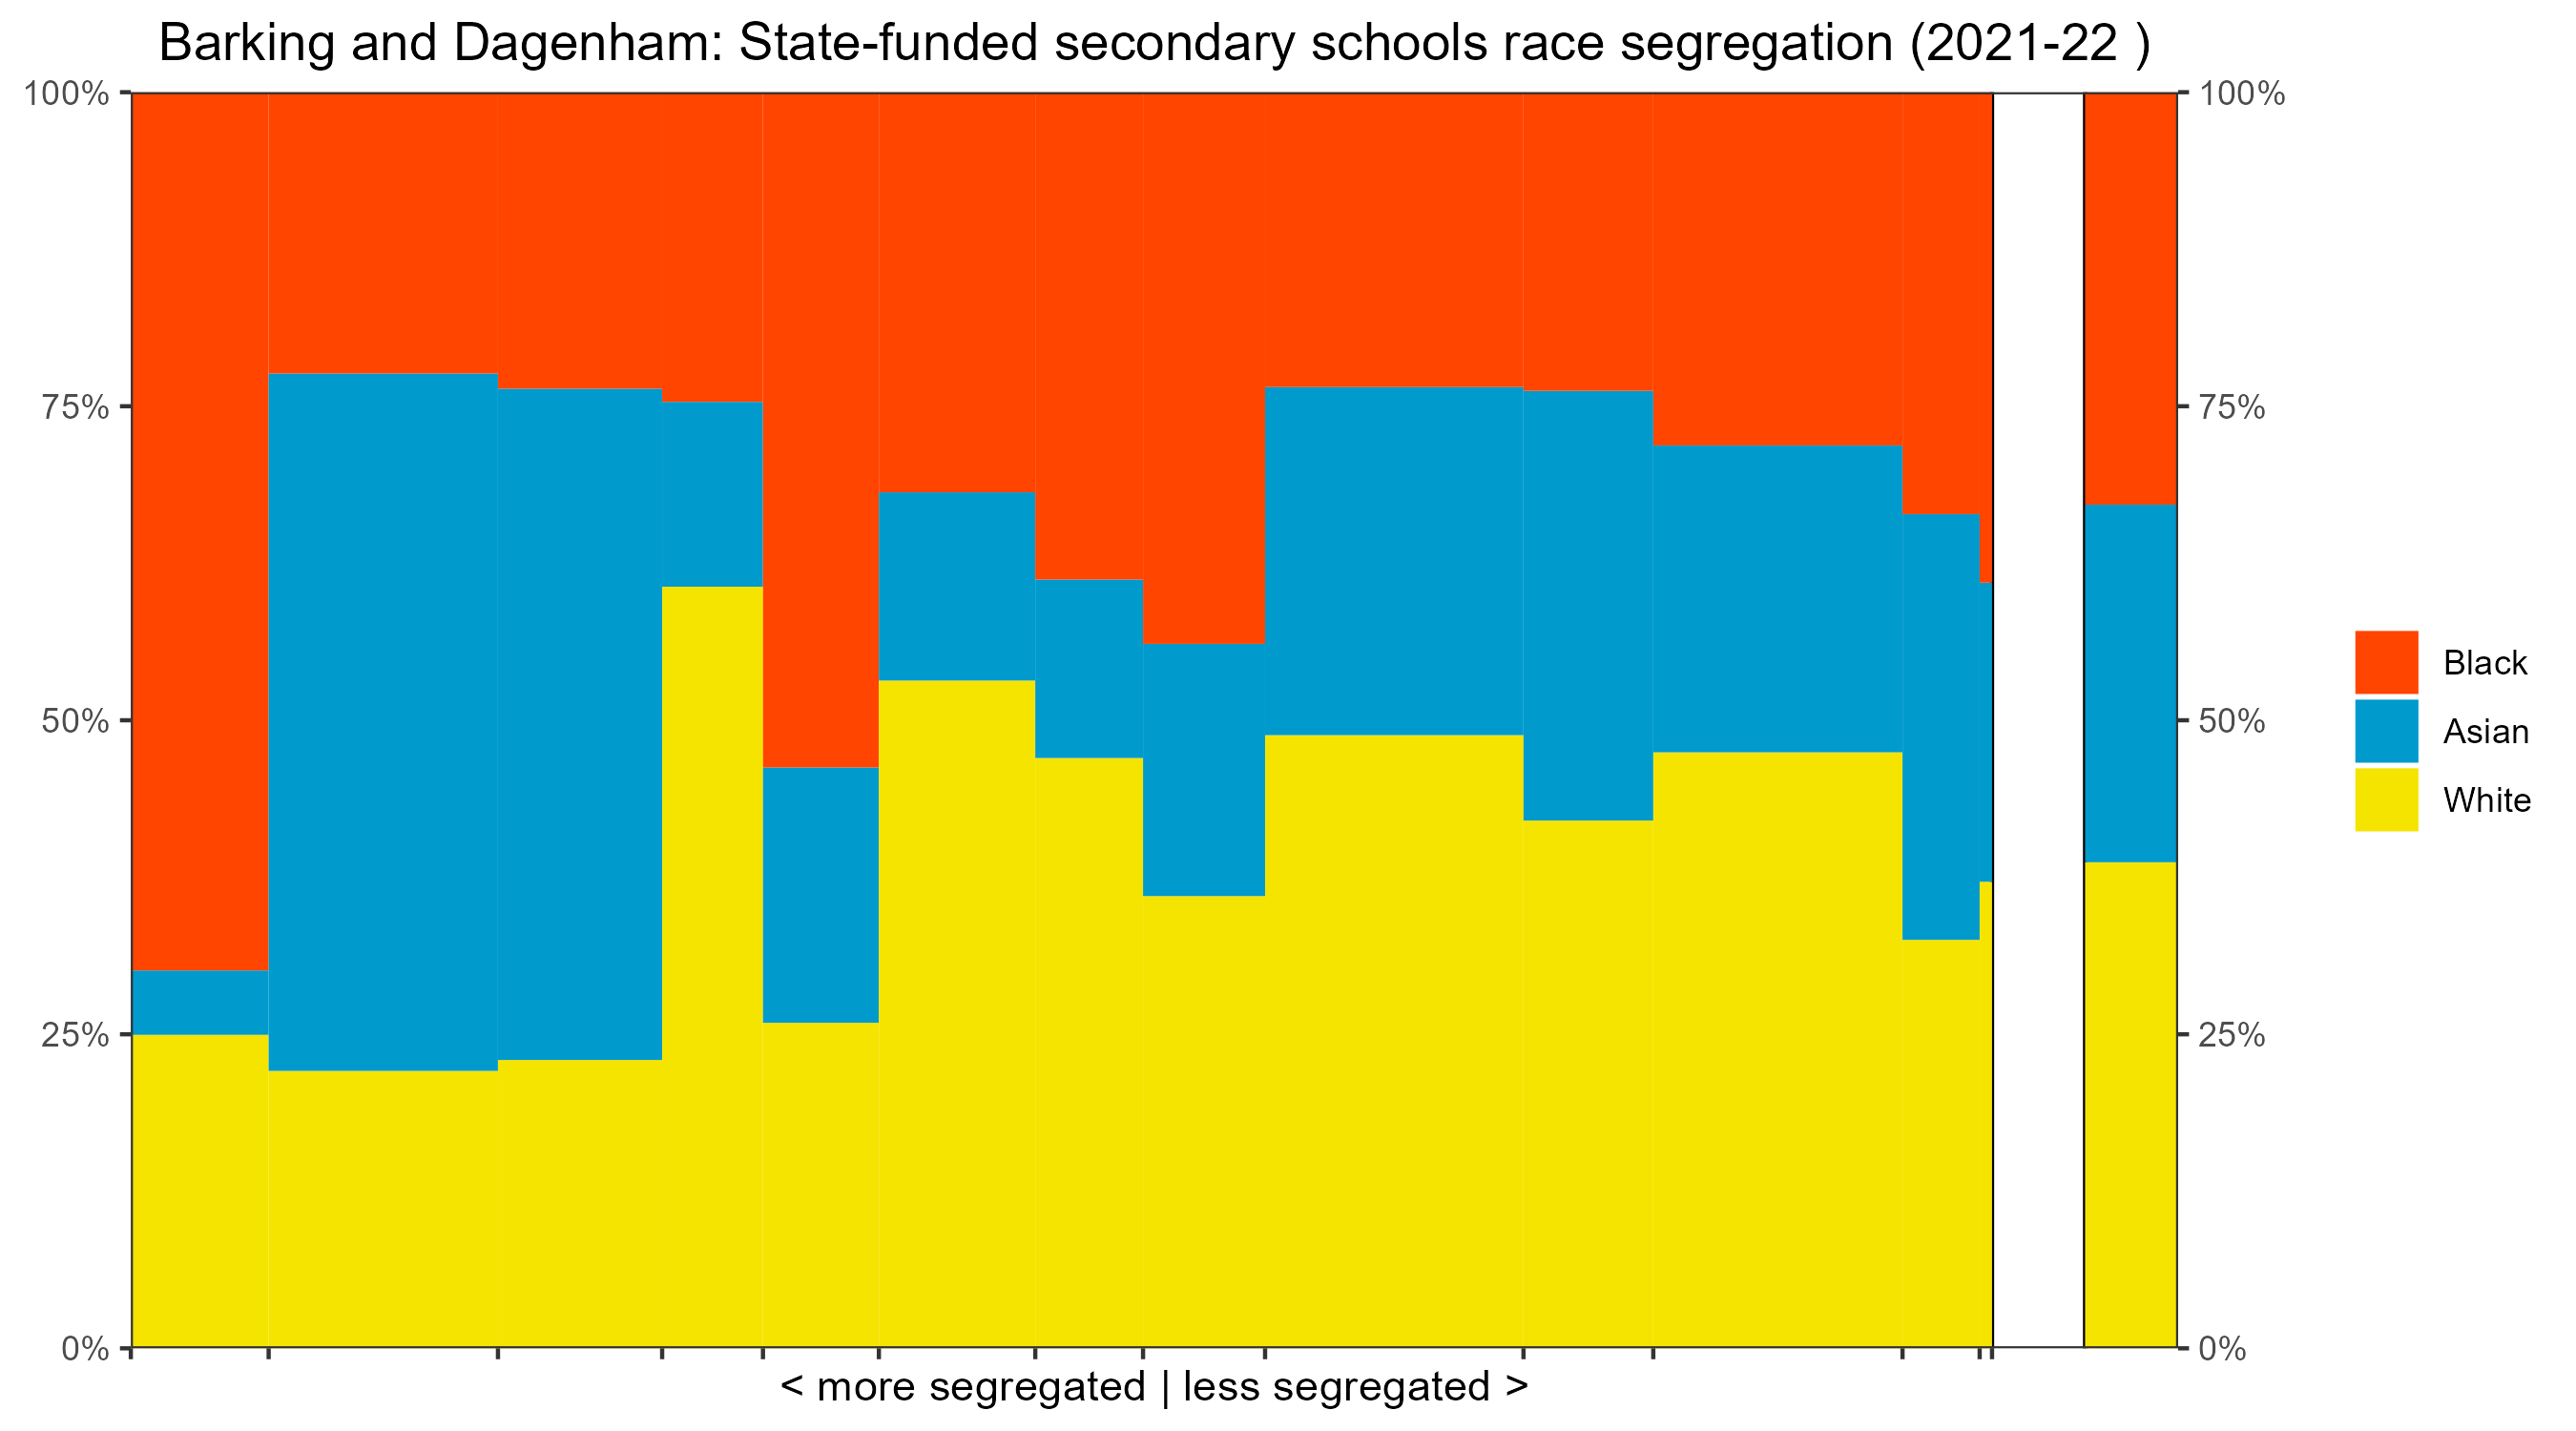 Barking and Dagenham: State-funded secondary schools race segregation (2021-22 )
100%
75%
50%
25%
0%
100%
75%
50%
25%
0%
Black
Asian
White
< more segregated | less segregated >